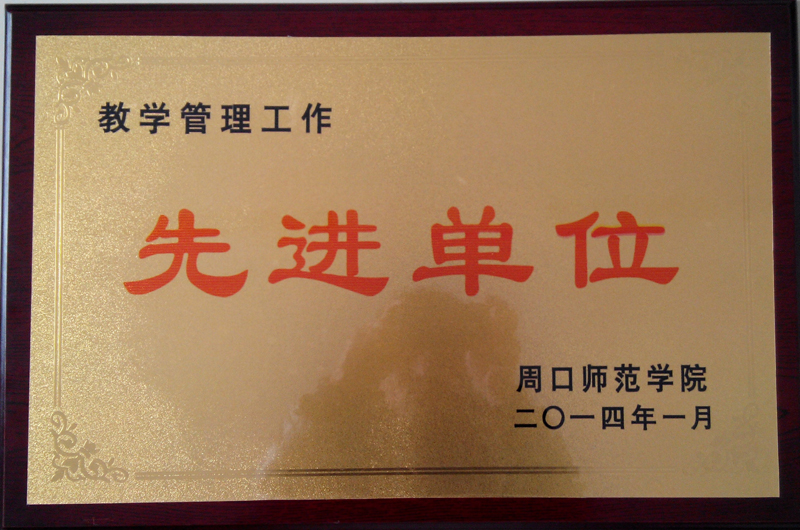 教学管理工作
先进单位
周口师范学院
二〇一四年一月